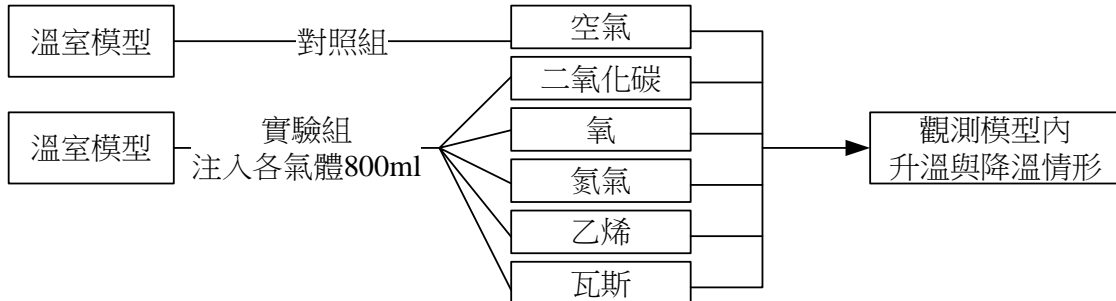 溫室模型
對照組
空氣
溫室模型
實驗組
注入各氣體800ml
二氧化碳
氧
氮氣
乙烯
瓦斯
觀測模型內
升溫與降溫情形